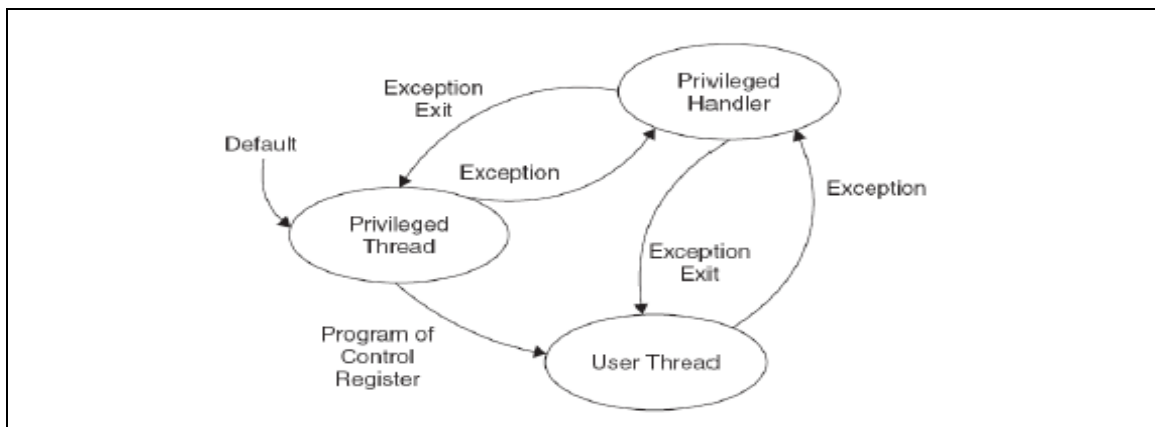 Privileged
Handler
Exception
Exit
Default
Exception
Exception
Privileged
Thread
Exception
Exit
Program of
Control
Register
User Thread